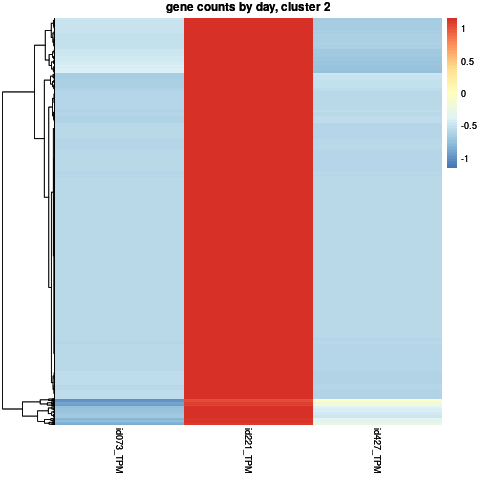 gene counts by day, cluster 2
1
0.5
0
-0.5
-1
id073_TPM
id221_TPM
id427_TPM